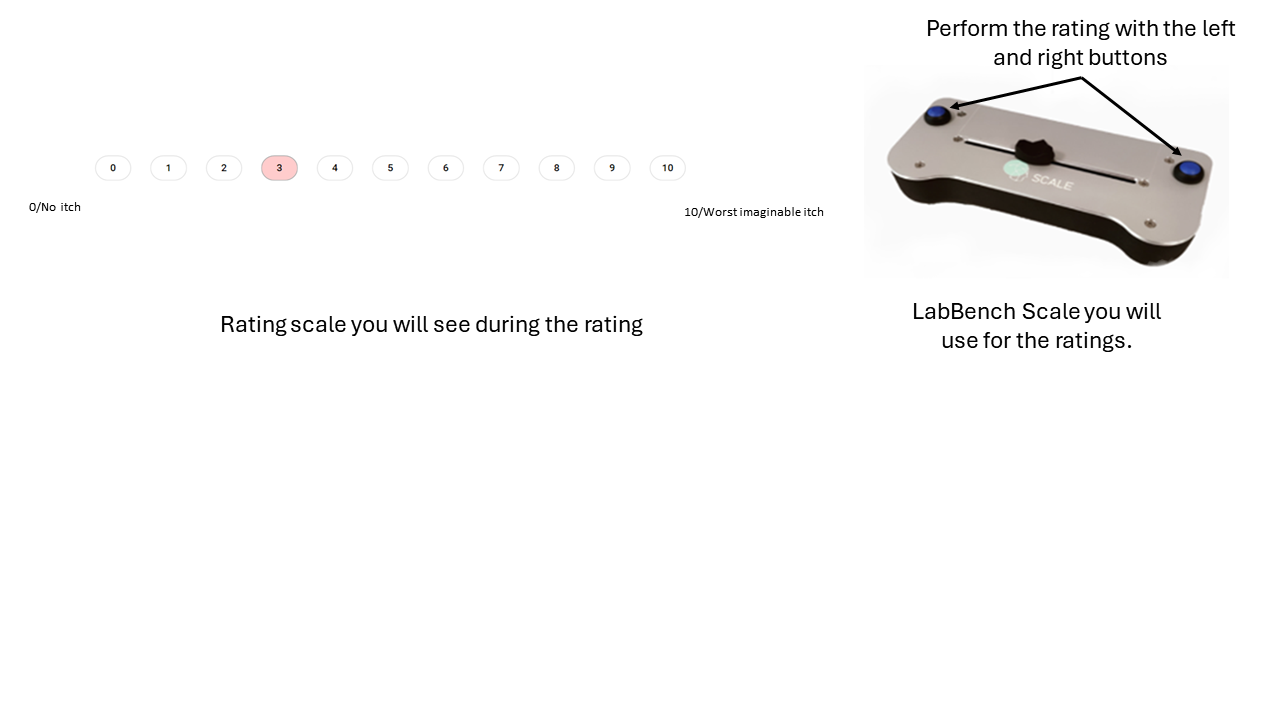 Perform the rating with the left
and right buttons
0 1 2 3 4 5 6 7 8 9 10
0/No itch
10/Worst imaginable itch
SCALE
Rating scale you will see during the rating
LabBench Scale you will
use for the ratings.